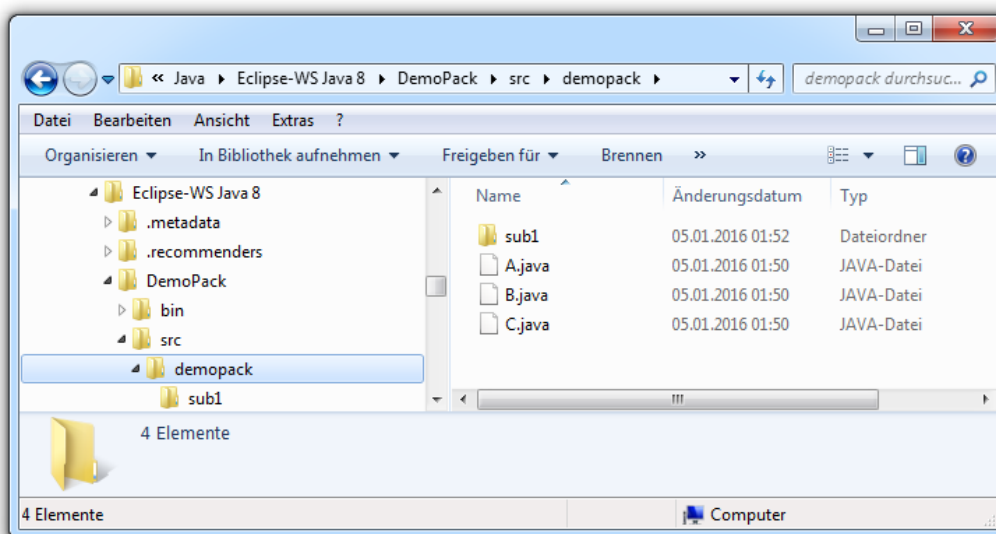 « Java ▸ Eclipse-WS Java 8 ▸ DemoPack ▸ src ▸ demopack ▸ demopack durchsuc...
Datei Bearbeiten Ansicht Extras ?
Organisieren In Bibliothek aufnehmen Freigeben für Brennen »
Eclipse-WS Java 8
.metadata
.recommenders
DemoPack
bin
src
demopack
sub1
Name Änderungsdatum Typ
sub1 05.01.2016 01:52 Dateiordner
A.java 05.01.2016 01:50 JAVA-Datei
B.java 05.01.2016 01:50 JAVA-Datei
C.java 05.01.2016 01:50 JAVA-Datei
4 Elemente
4 Elemente Computer